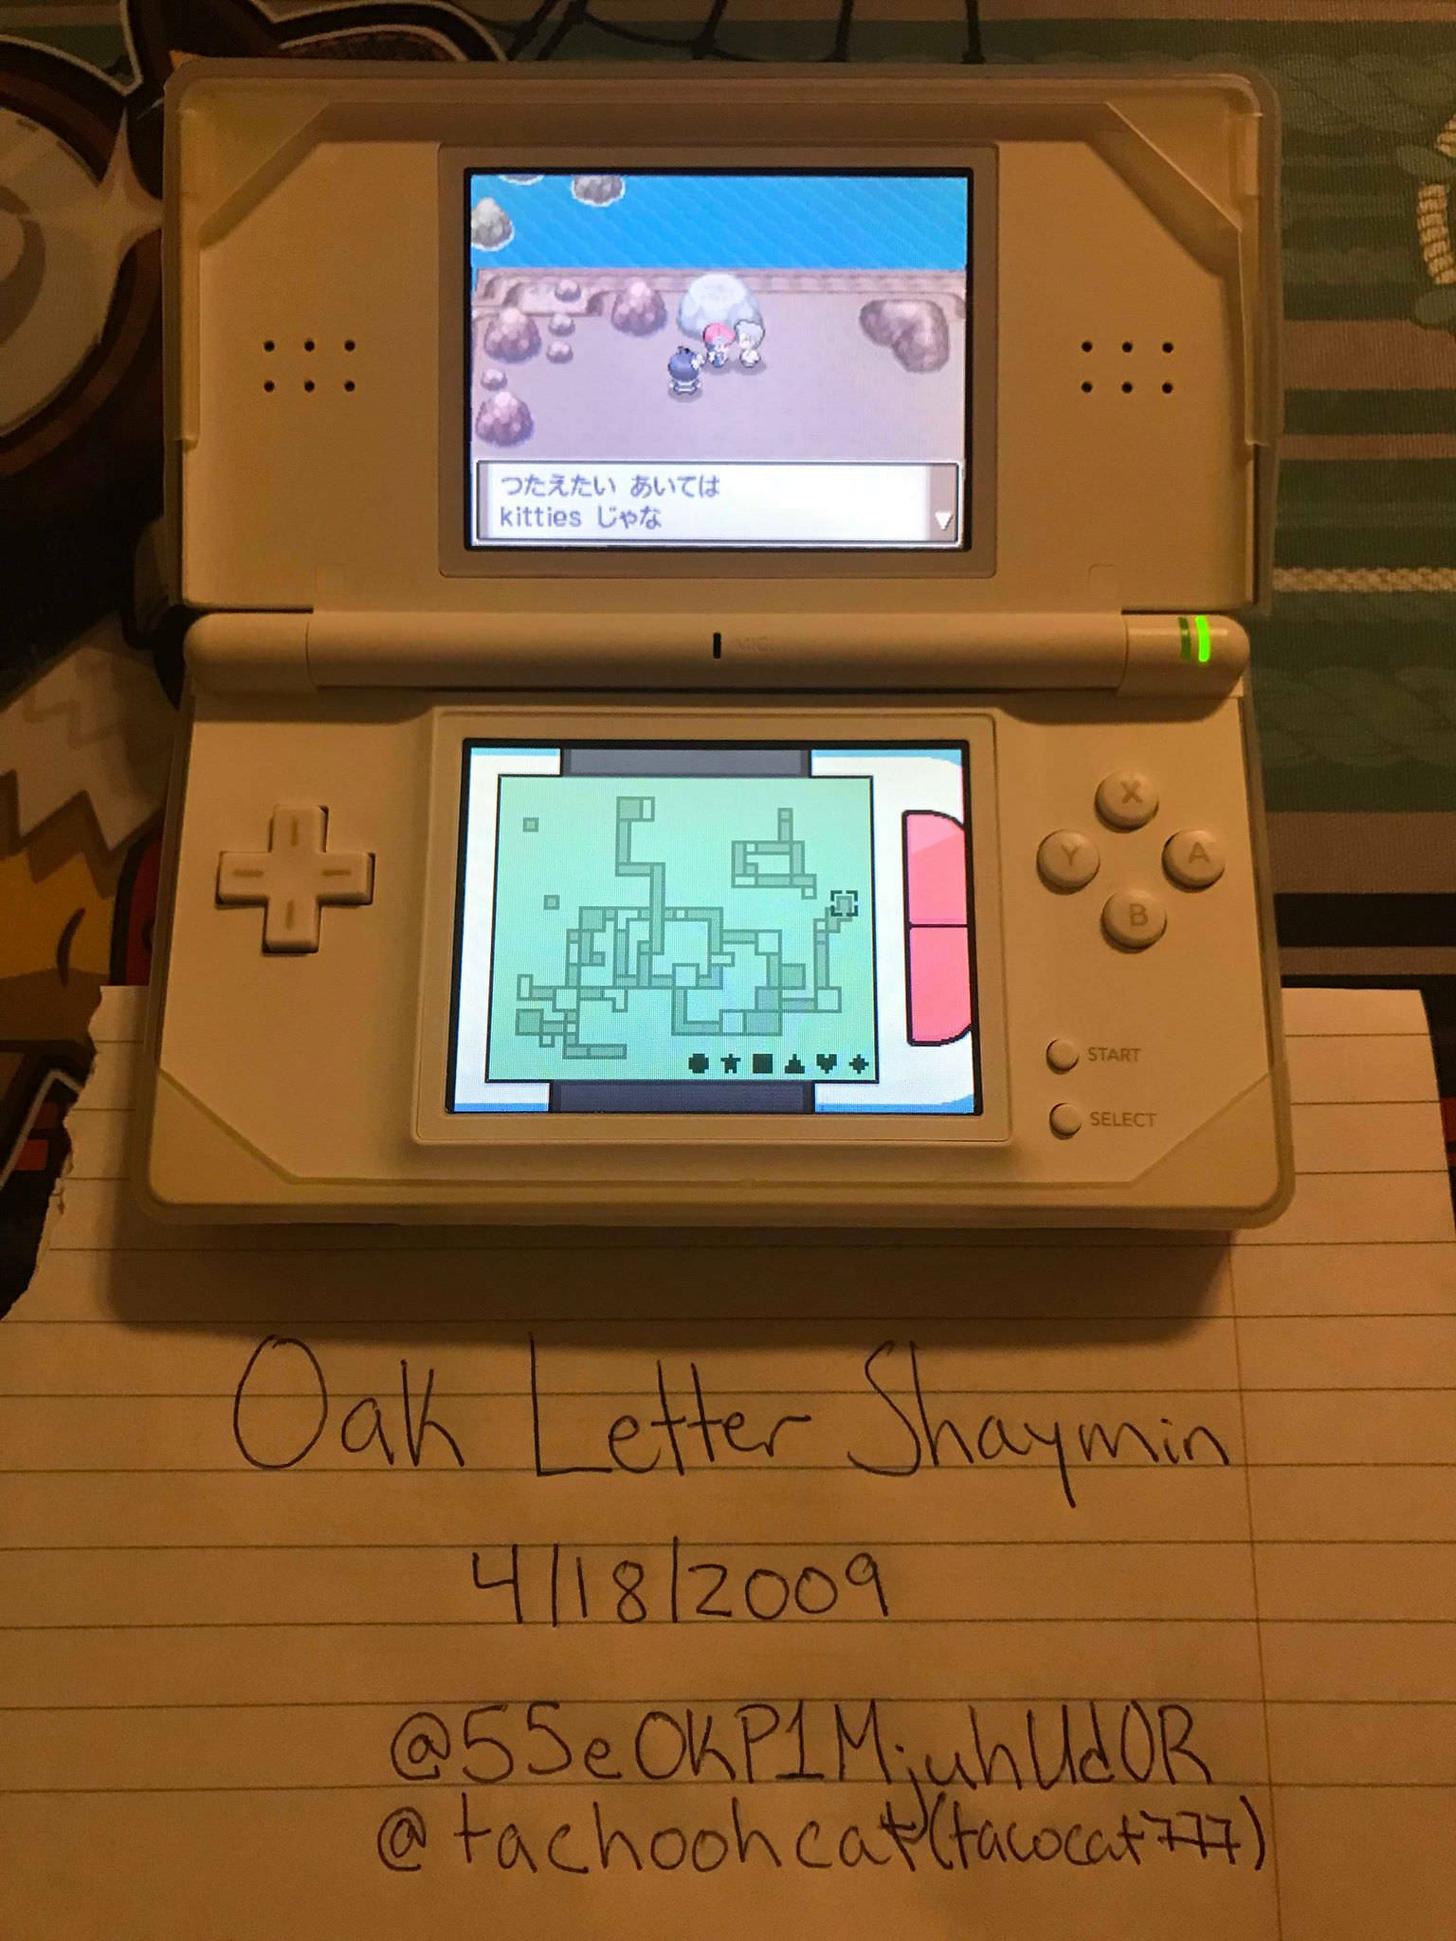 つたえたい あいては
kitties じゃな
MIC.
X
Y
A
B
START
SELECT
Oak Letter Shaymin
4/18/2009
@55eOKP1MjuhUdOR
@tachoohcat(tacocat777)